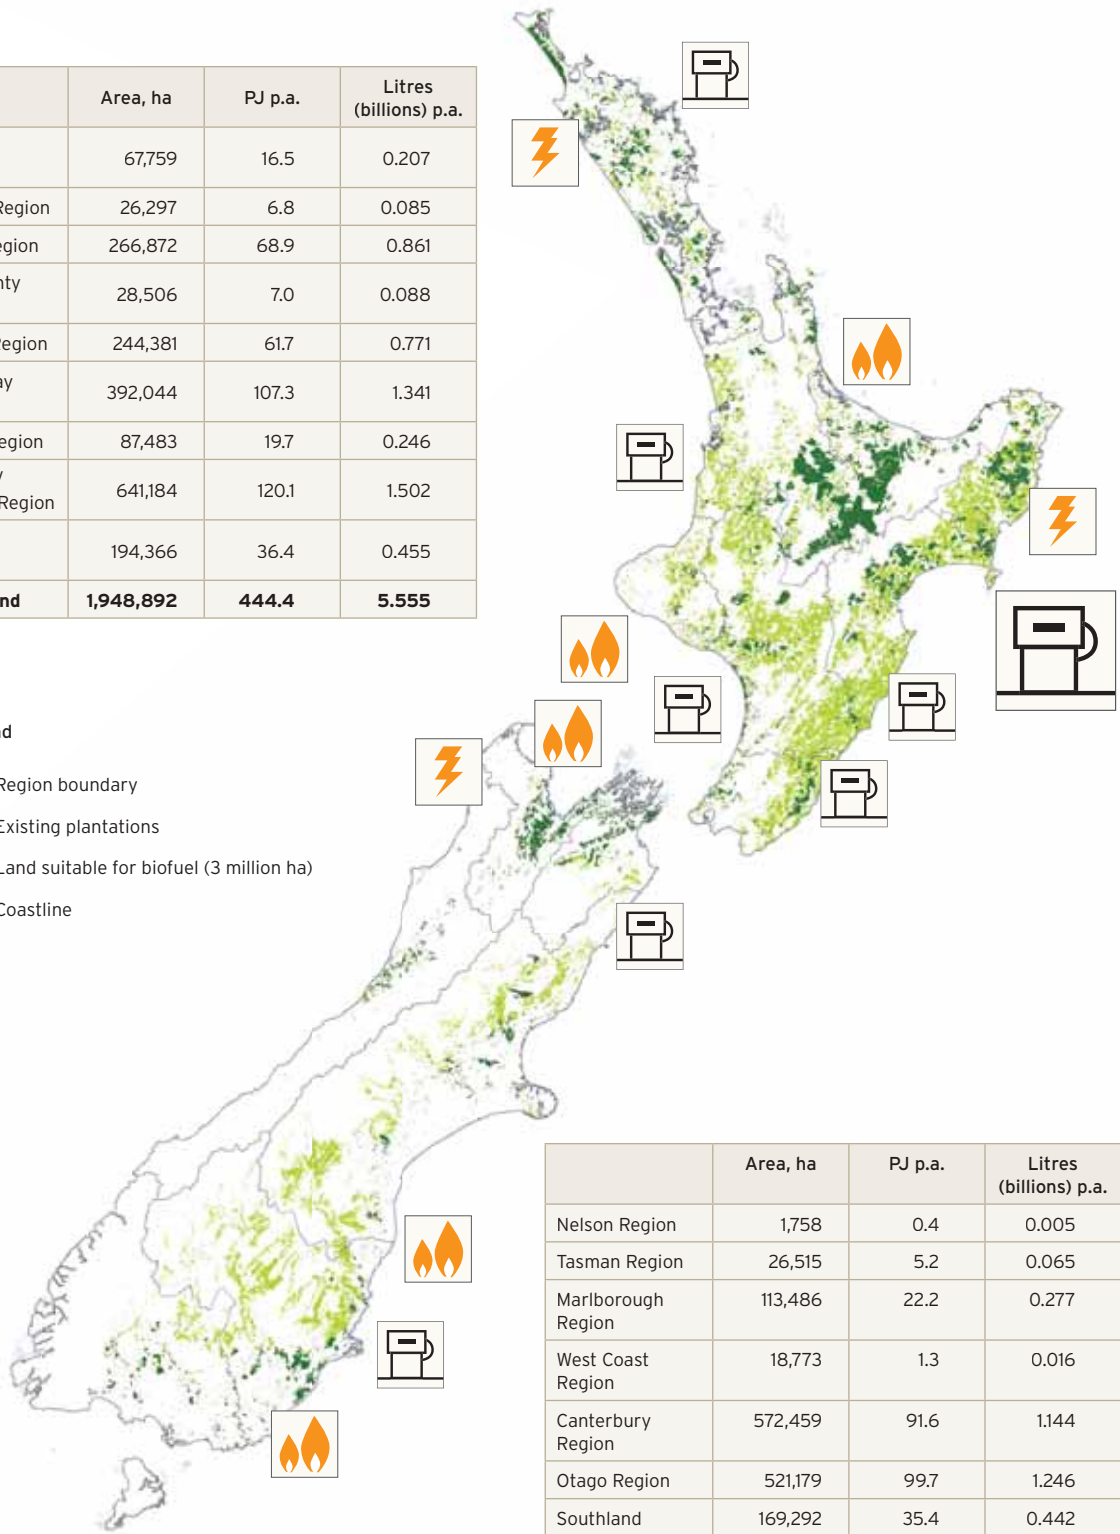 Area, ha PJ p.a. Litres
(billions) p.a.
67,759 16.5 0.207
Region 26,297 6.8 0.085
egion 266,872 68.9 0.861
nty
28,506 7.0 0.088
Region 244,381 61.7 0.771
ay
392,044 107.3 1.341
egion 87,483 19.7 0.246
y
Region 641,184 120.1 1.502
194,366 36.4 0.455
nd 1,948,892 444.4 5.555
nd
Region boundary
Existing plantations
Land suitable for biofuel (3 million ha)
Coastline
Area, ha PJ p.a. Litres
(billions) p.a.
Nelson Region 1,758 0.4 0.005
Tasman Region 26,515 5.2 0.065
Marlborough 113,486 22.2 0.277
Region
West Coast 18,773 1.3 0.016
Region
Canterbury 572,459 91.6 1.144
Region
Otago Region 521,179 99.7 1.246
Southland 169,292 35.4 0.442